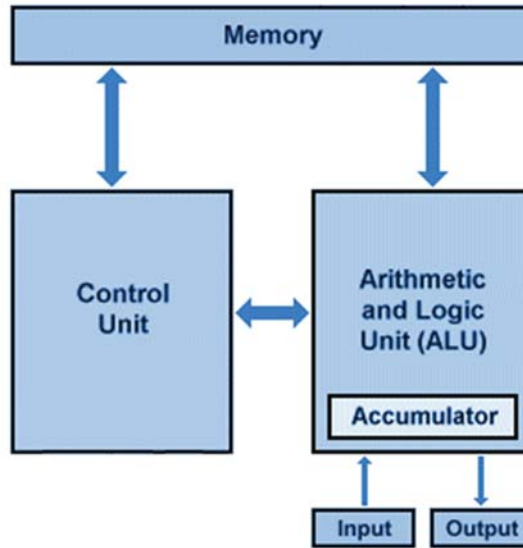 Memory
Control
Unit
Arithmetic
and Logic
Unit (ALU)
Accumulator
Input
Output